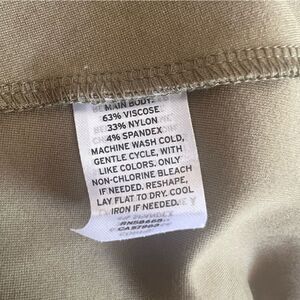 MAIN BODY:
63% VISCOSE
33% NYLON
4% SPANDEX
MACHINE WASH COLD,
GENTLE CYCLE, WITH
LIKE COLORS. ONLY
NON-CHLORINE BLEACH
IF NEEDED. RESHAPE,
LAY FLAT TO DRY. COOL
IRON IF NEEDED.